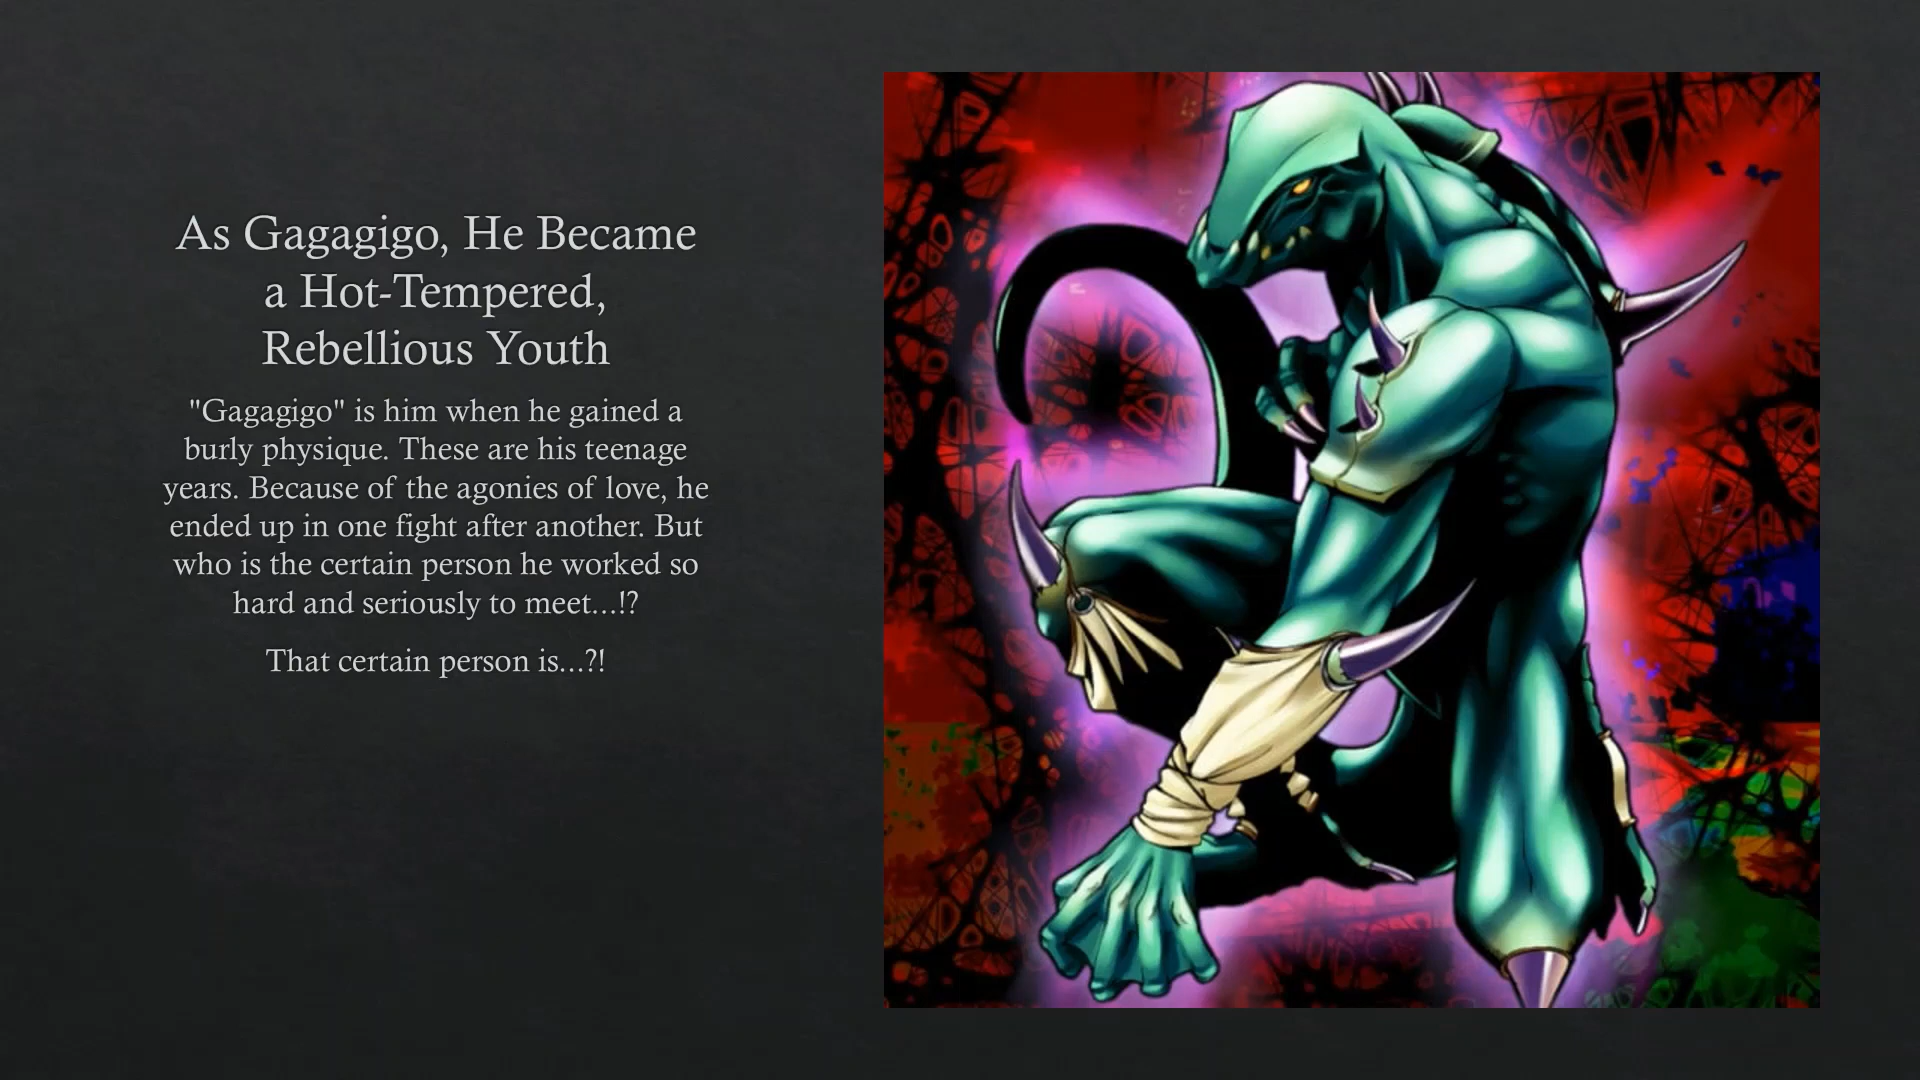 As Gagagigo, He Became
a Hot-Tempered,
Rebellious Youth
"Gagagigo" is him when he gained a
burly physique. These are his teenage
years. Because of the agonies of love, he
ended up in one fight after another. But
who is the certain person he worked so
hard and seriously to meet…!?
That certain person is…?!